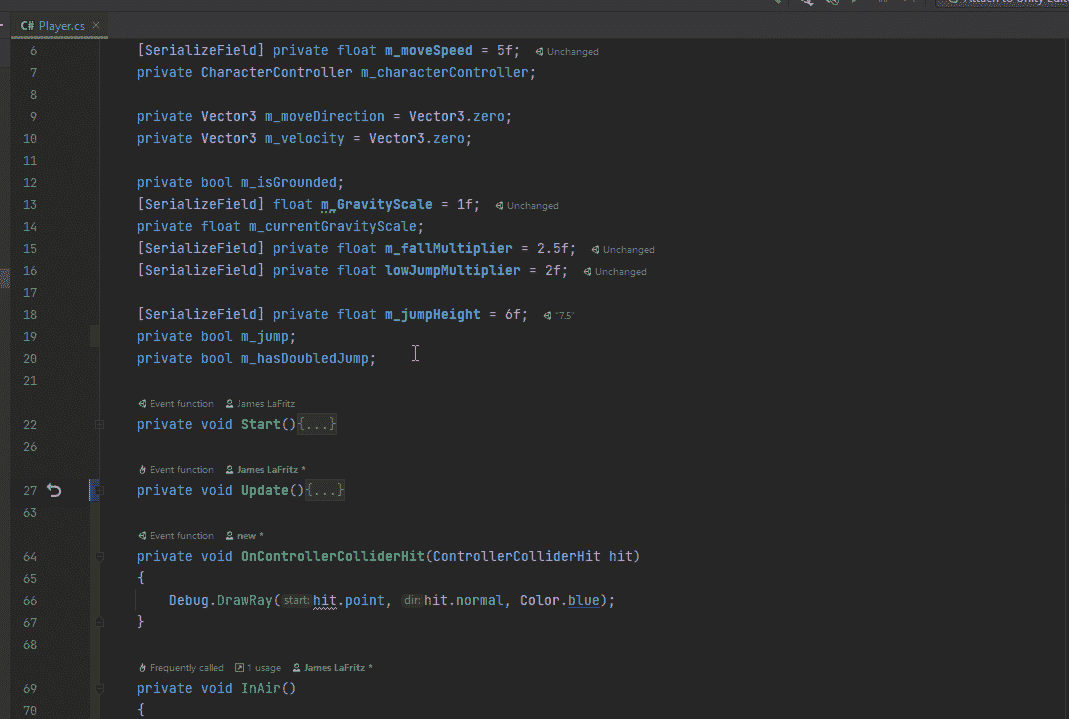 Attach to Unity Edit
C# Player.cs ×
6 [SerializeField] private float m_moveSpeed = 5f; Unchanged
7 private CharacterController m_characterController;
8
9 private Vector3 m_moveDirection = Vector3.zero;
10 private Vector3 m_velocity = Vector3.zero;
11
12 private bool m_isGrounded;
13 [SerializeField] float m_GravityScale = 1f; Unchanged
14 private float m_currentGravityScale;
15 [SerializeField] private float m_fallMultiplier = 2.5f; Unchanged
16 [SerializeField] private float lowJumpMultiplier = 2f; Unchanged
17
18 [SerializeField] private float m_jumpHeight = 6f; "7.5"
19 private bool m_jump;
20 private bool m_hasDoubledJump;
21
Event function James LaFritz
22 private void Start(){...}
26
Event function James LaFritz *
27 private void Update(){...}
63
Event function new *
64 private void OnControllerColliderHit(ControllerColliderHit hit)
65 {
66 Debug.DrawRay(start: hit.point, dir: hit.normal, Color.blue);
67 }
68
Frequently called 1 usage James LaFritz *
69 private void InAir()
70 {